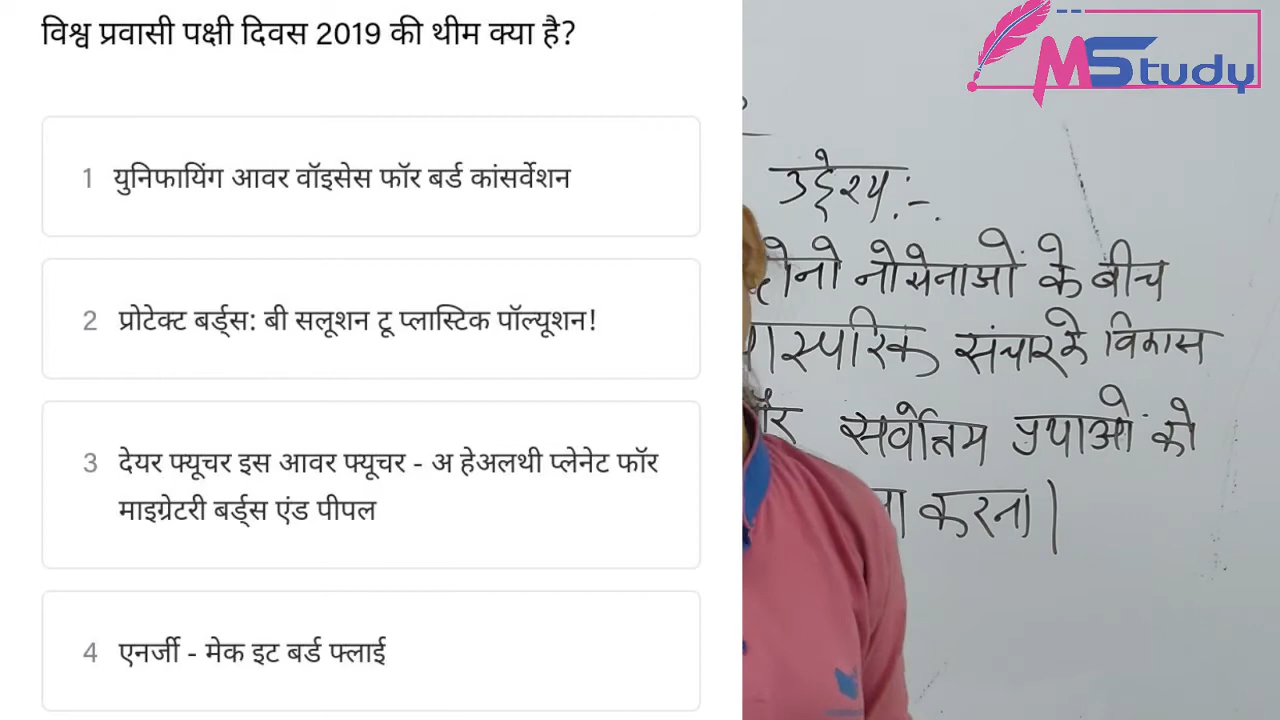 विश्व प्रवासी पक्षी दिवस 2019 की थीम क्या है?
1 युनिफायिंग आवर वॉइसेस फॉर बर्ड कांसर्वेशन
2 प्रोटेक्ट बर्ड्स: बी सलूशन टू प्लास्टिक पॉल्यूशन!
3 देयर फ्यूचर इस आवर फ्यूचर - अ हेअलथी प्लेनेट फॉर
माइग्रेटरी बर्ड्स एंड पीपल
4 एनर्जी - मेक इट बर्ड फ्लाई
MStudy
उद्देश्य:-
नोसेनाओं के बीच
संचार के विकास
सर्वोत्तम प्रथाओं को
करना।